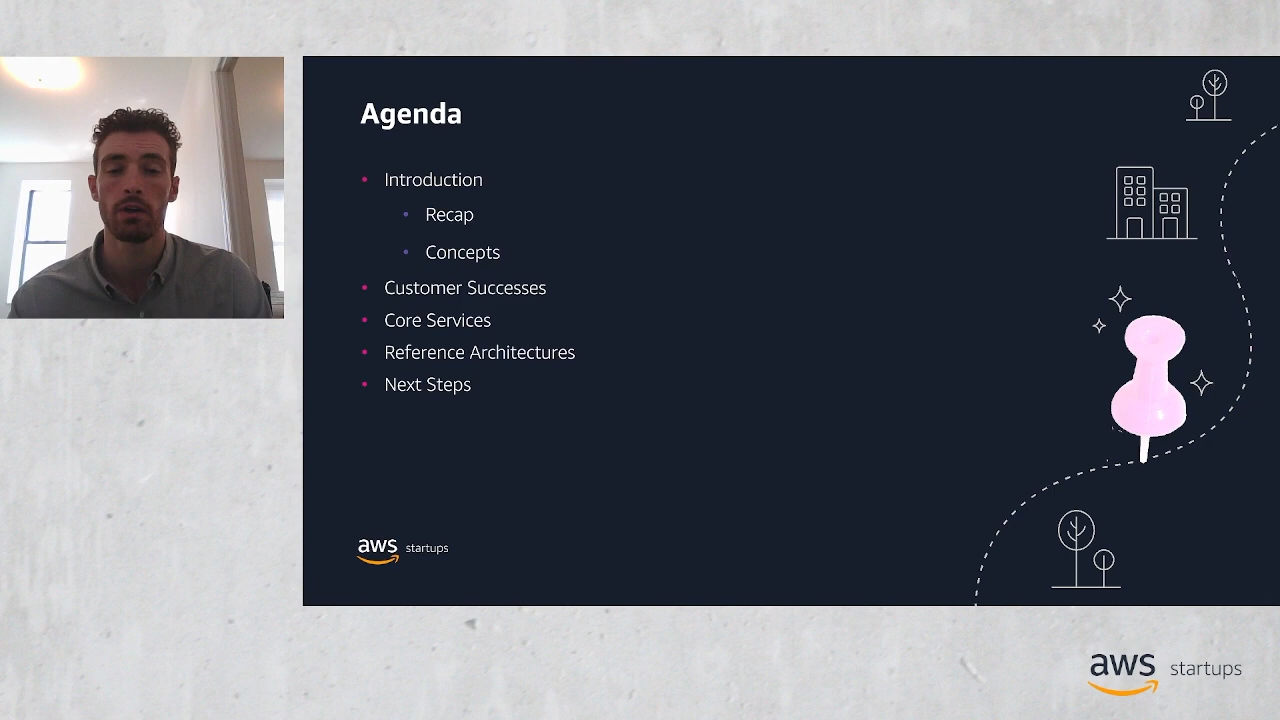 Agenda
Introduction
Recap
Concepts
Customer Successes
Core Services
Reference Architectures
Next Steps
aws startups
aws startups